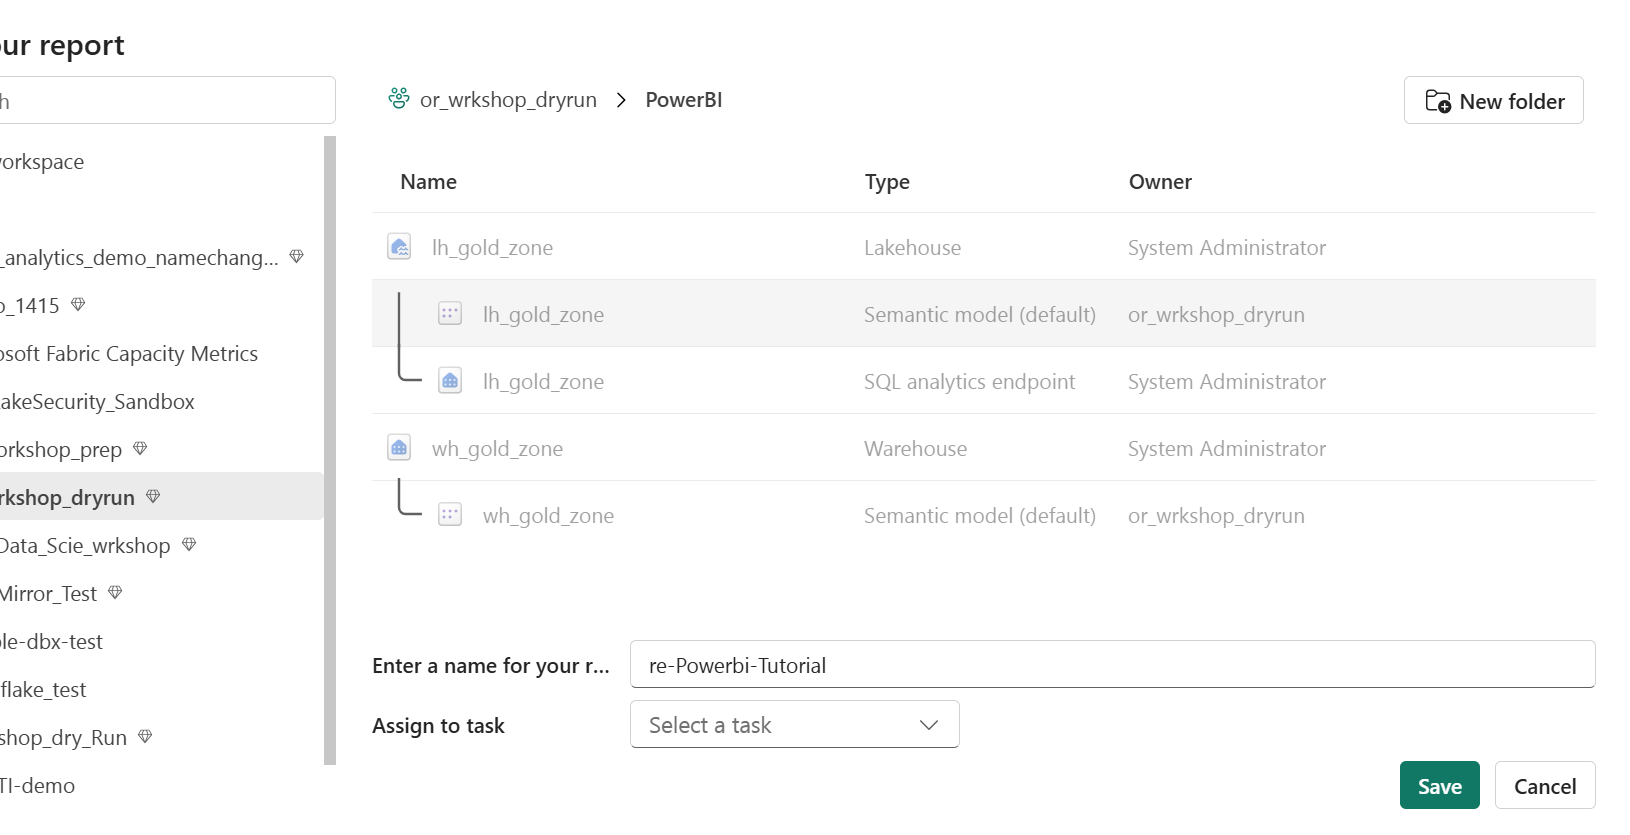 our report
h
or_wrkshop_dryrun > PowerBI
New folder
workspace
_analytics_demo_namechang...
o_1415
osoft Fabric Capacity Metrics
akeSecurity_Sandbox
orkshop_prep
rkshop_dryrun
Data_Scie_wrkshop
Mirror_Test
le-dbx-test
flake_test
shop_dry_Run
TI-demo
Name Type Owner
lh_gold_zone Lakehouse System Administrator
lh_gold_zone Semantic model (default) or_wrkshop_dryrun
lh_gold_zone SQL analytics endpoint System Administrator
wh_gold_zone Warehouse System Administrator
wh_gold_zone Semantic model (default) or_wrkshop_dryrun
Enter a name for your r... re-Powerbi-Tutorial
Assign to task Select a task
Save Cancel